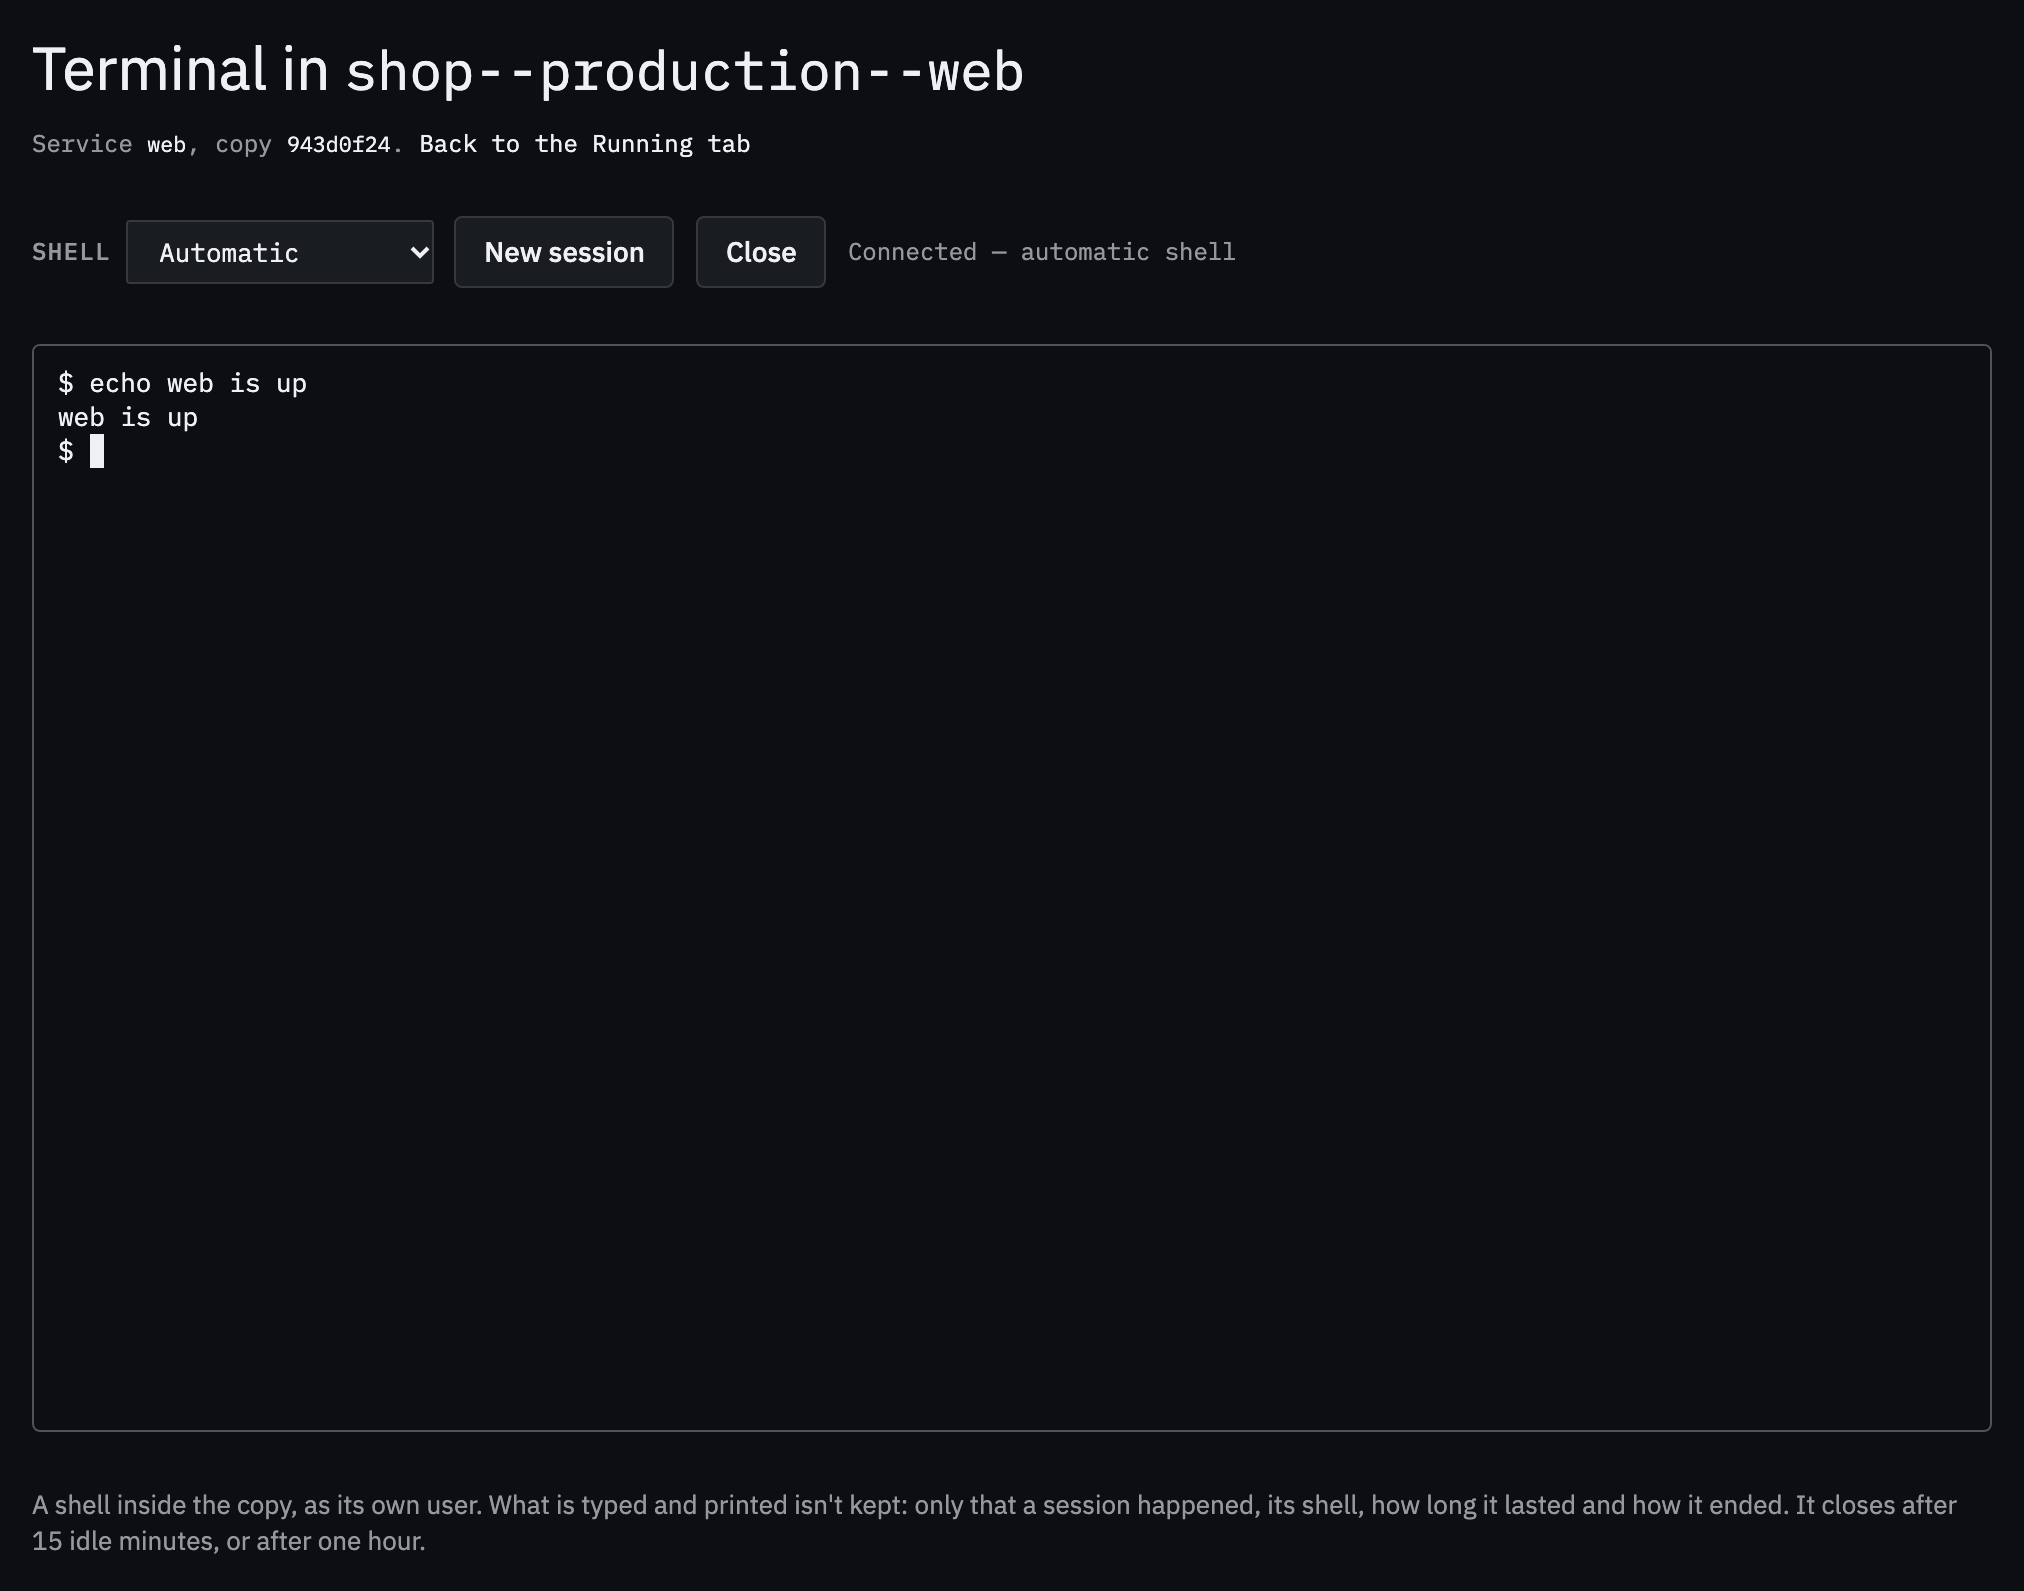 Terminal in shop--production--web
Service web, copy 943d0f24. Back to the Running tab
SHELL Automatic New session Close Connected — automatic shell
$ echo web is up
web is up
$
A shell inside the copy, as its own user. What is typed and printed isn't kept: only that a session happened, its shell, how long it lasted and how it ended. It closes after
15 idle minutes, or after one hour.